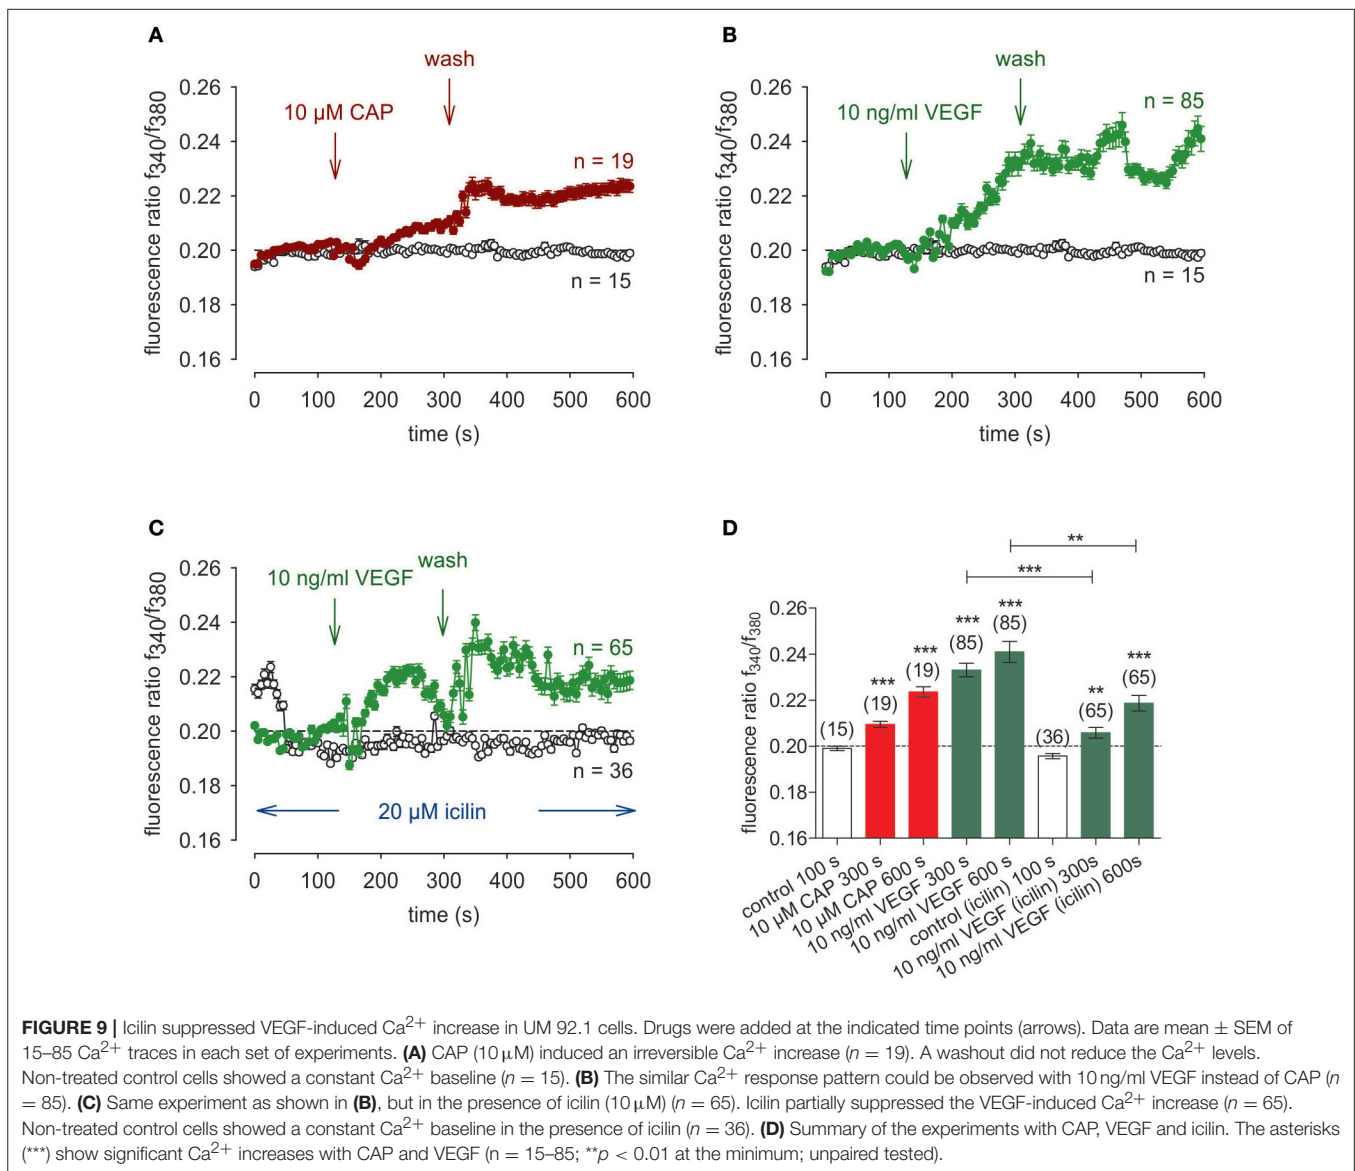 A
wash
10 µM CAP
n = 19
n = 15
fluorescence ratio f340/f380
0.26
0.24
0.22
0.20
0.18
0.16
0 100 200 300 400 500 600
time (s)
B
wash
10 ng/ml VEGF
n = 85
n = 15
fluorescence ratio f340/f380
0.26
0.24
0.22
0.20
0.18
0.16
0 100 200 300 400 500 600
time (s)
C
wash
10 ng/ml VEGF
n = 65
n = 36
20 µM icilin
fluorescence ratio f340/f380
0.26
0.24
0.22
0.20
0.18
0.16
0 100 200 300 400 500 600
time (s)
D
**
***
fluorescence ratio f340/f380
0.26
0.24
0.22
0.20
0.18
0.16
(15)
***
(19)
***
(19)
***
(85)
***
(85)
(36)
**
(65)
***
(65)
control 100 s
10 µM CAP 300 s
10 µM CAP 600 s
10 ng/ml VEGF 300 s
10 ng/ml VEGF 600 s
control (icilin) 100 s
10 ng/ml VEGF (icilin) 300s
10 ng/ml VEGF (icilin) 600s
FIGURE 9 | Icilin suppressed VEGF-induced Ca2+ increase in UM 92.1 cells. Drugs were added at the indicated time points (arrows). Data are mean ± SEM of
15–85 Ca2+ traces in each set of experiments. (A) CAP (10 µM) induced an irreversible Ca2+ increase (n = 19). A washout did not reduce the Ca2+ levels.
Non-treated control cells showed a constant Ca2+ baseline (n = 15). (B) The similar Ca2+ response pattern could be observed with 10 ng/ml VEGF instead of CAP (n
= 85). (C) Same experiment as shown in (B), but in the presence of icilin (10 µM) (n = 65). Icilin partially suppressed the VEGF-induced Ca2+ increase (n = 65).
Non-treated control cells showed a constant Ca2+ baseline in the presence of icilin (n = 36). (D) Summary of the experiments with CAP, VEGF and icilin. The asterisks
(***) show significant Ca2+ increases with CAP and VEGF (n = 15–85; **p < 0.01 at the minimum; unpaired tested).